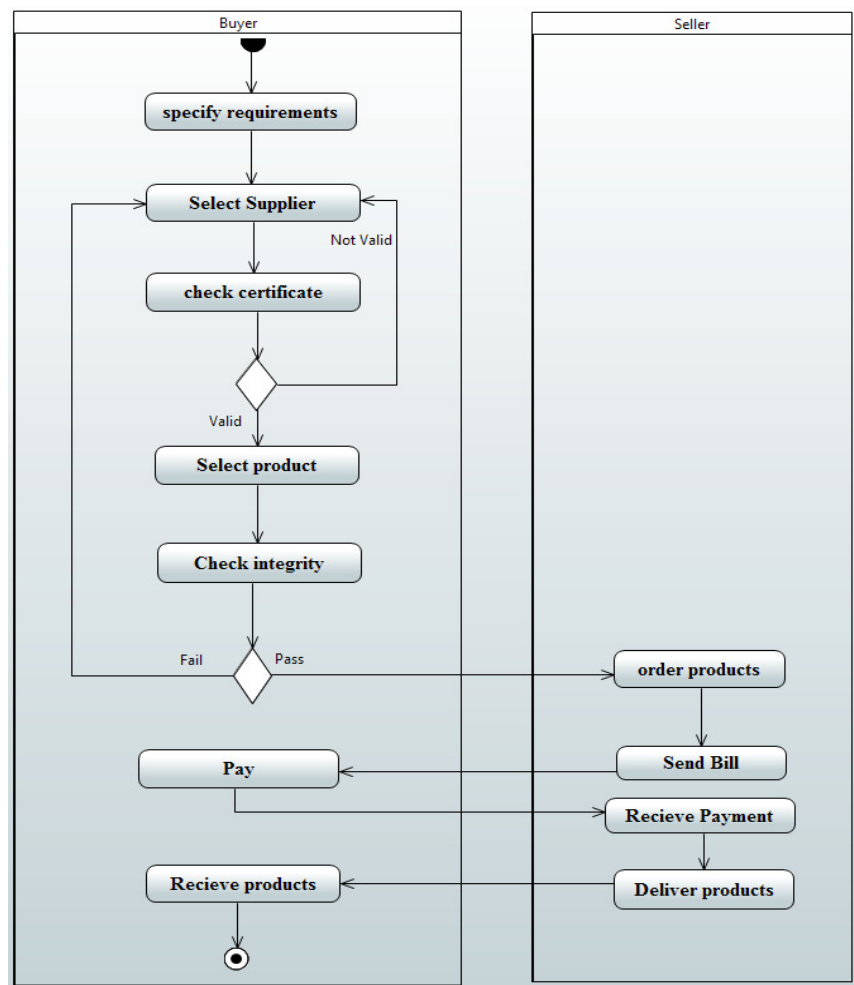 Buyer
Seller
specify requirements
Select Supplier
Not Valid
check certificate
Valid
Select product
Check integrity
Fail
Pass
order products
Pay
Send Bill
Recieve Payment
Recieve products
Deliver products